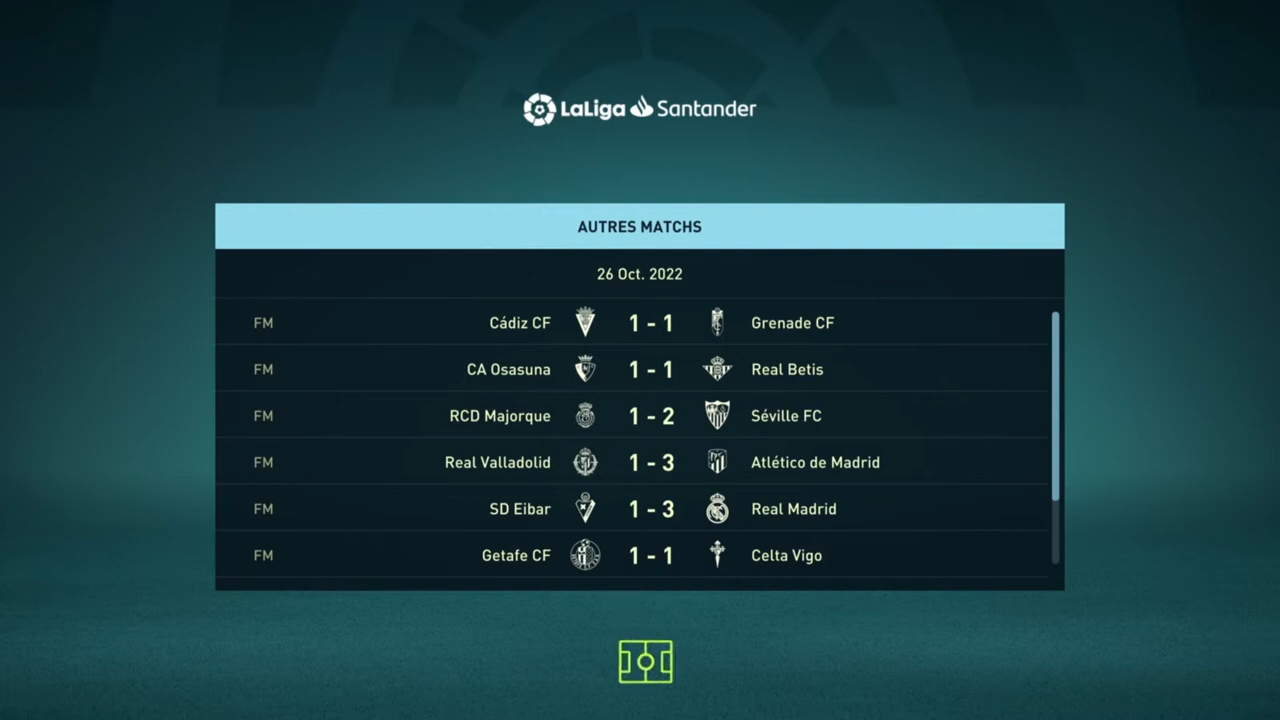 LaLiga Santander
AUTRES MATCHS
26 Oct. 2022
FM Cádiz CF 1 - 1 Grenade CF
FM CA Osasuna 1 - 1 Real Betis
FM RCD Majorque 1 - 2 Séville FC
FM Real Valladolid 1 - 3 Atlético de Madrid
FM SD Eibar 1 - 3 Real Madrid
FM Getafe CF 1 - 1 Celta Vigo